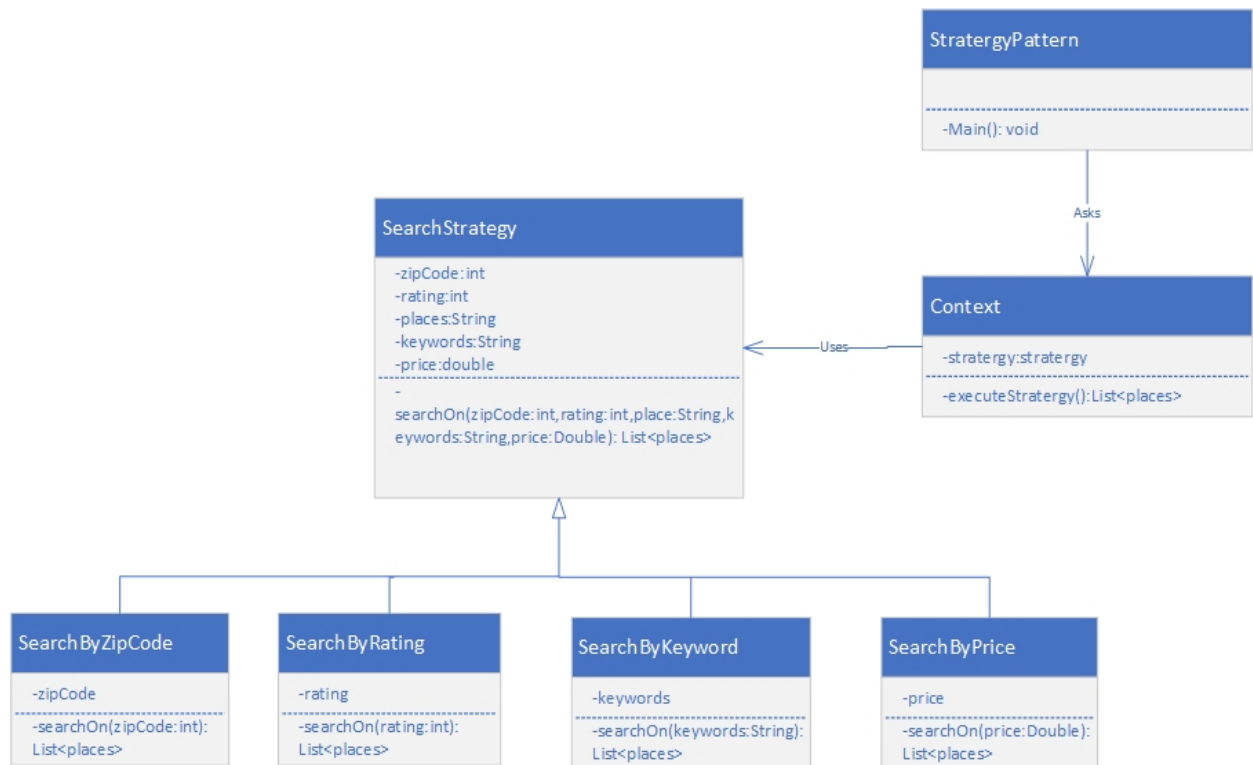 StratergyPattern
-Main(): void
Asks
SearchStrategy
-zipCode:int
-rating:int
-places:String
-keywords:String
-price:double
-
searchOn(zipCode:int,rating:int,place:String,k
eywords:String,price:Double): List<places>
Uses
Context
-stratergy:stratergy
-executeStratergy():List<places>
SearchByZipCode
-zipCode
-searchOn(zipCode:int):
List<places>
SearchByRating
-rating
-searchOn(rating:int):
List<places>
SearchByKeyword
-keywords
-searchOn(keywords:String):
List<places>
SearchByPrice
-price
-searchOn(price:Double):
List<places>